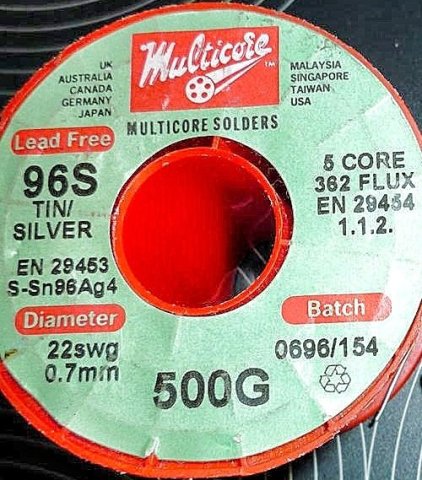 Multicore
TM
MULTICORE SOLDERS
UK
AUSTRALIA
CANADA
GERMANY
JAPAN
MALAYSIA
SINGAPORE
TAIWAN
USA
Lead Free
96S
TIN/
SILVER
EN 29453
S-Sn96Ag4
5 CORE
362 FLUX
EN 29454
1.1.2.
Diameter
22swg
0.7mm
Batch
0696/154
500G